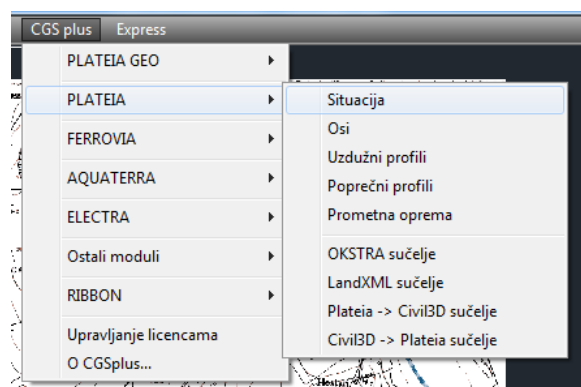 CGS plus Express
PLATEIA GEO
PLATEIA
FERROVIA
AQUATERRA
ELECTRA
Ostali moduli
RIBBON
Upravljanje licencama
O CGSplus...
Situacija
Osi
Uzdužni profili
Poprečni profili
Prometna oprema
OKSTRA sučelje
LandXML sučelje
Plateia -> Civil3D sučelje
Civil3D -> Plateia sučelje